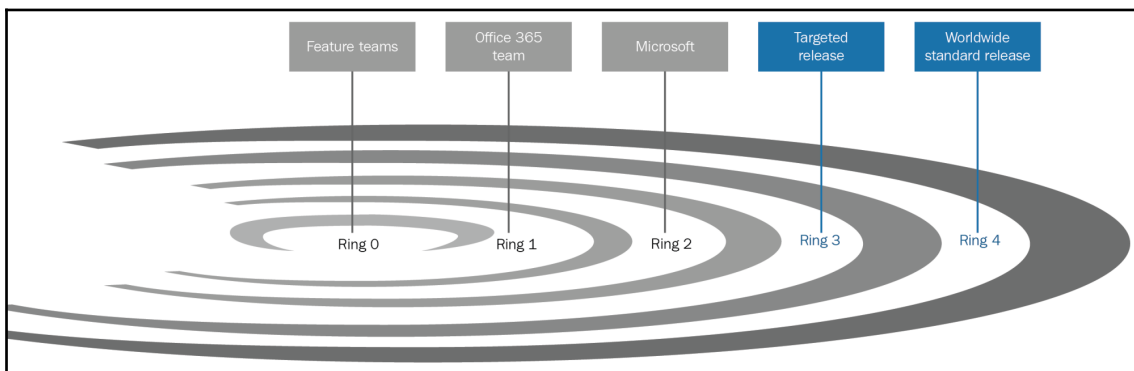 Feature teams
Office 365
team
Microsoft
Targeted
release
Worldwide
standard release
Ring 0
Ring 1
Ring 2
Ring 3
Ring 4